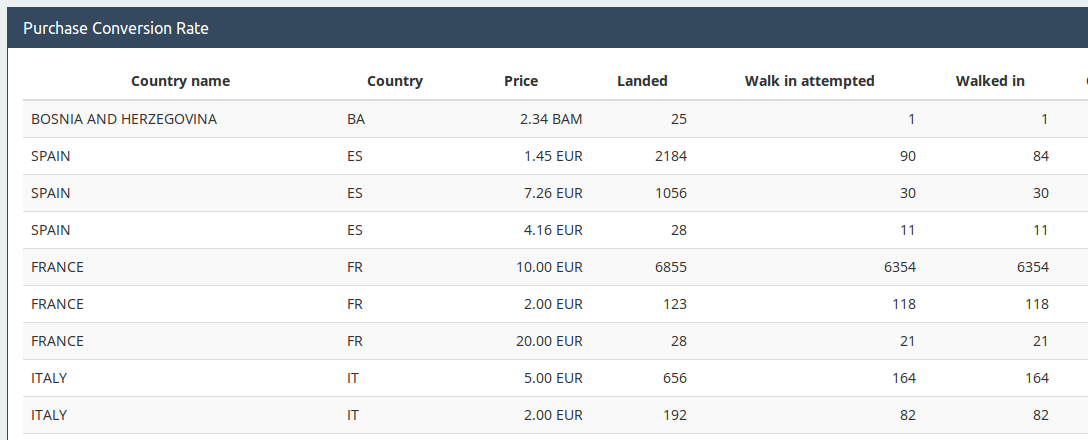 Purchase Conversion Rate
Country name Country Price Landed Walk in attempted Walked in
BOSNIA AND HERZEGOVINA BA 2.34 BAM 25 1 1
SPAIN ES 1.45 EUR 2184 90 84
SPAIN ES 7.26 EUR 1056 30 30
SPAIN ES 4.16 EUR 28 11 11
FRANCE FR 10.00 EUR 6855 6354 6354
FRANCE FR 2.00 EUR 123 118 118
FRANCE FR 20.00 EUR 28 21 21
ITALY IT 5.00 EUR 656 164 164
ITALY IT 2.00 EUR 192 82 82